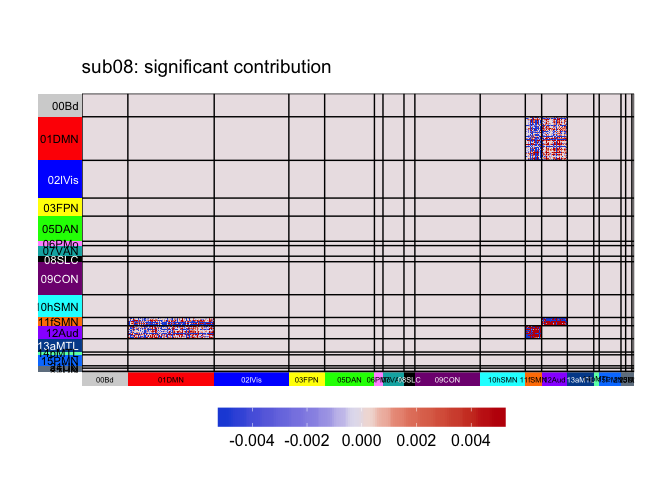 sub08: significant contribution
00Bd
01DMN
02lVis
03FPN
05DAN
06PMo
07VAN
08SLC
09CON
10hSMN
11fSMN
12Aud
13aMTL
15PMN
00Bd 01DMN 02lVis 03FPN 05DAN 08SLC 09CON 10hSMN 11fSMN 12Aud
-0.004 -0.002 0.000 0.002 0.004